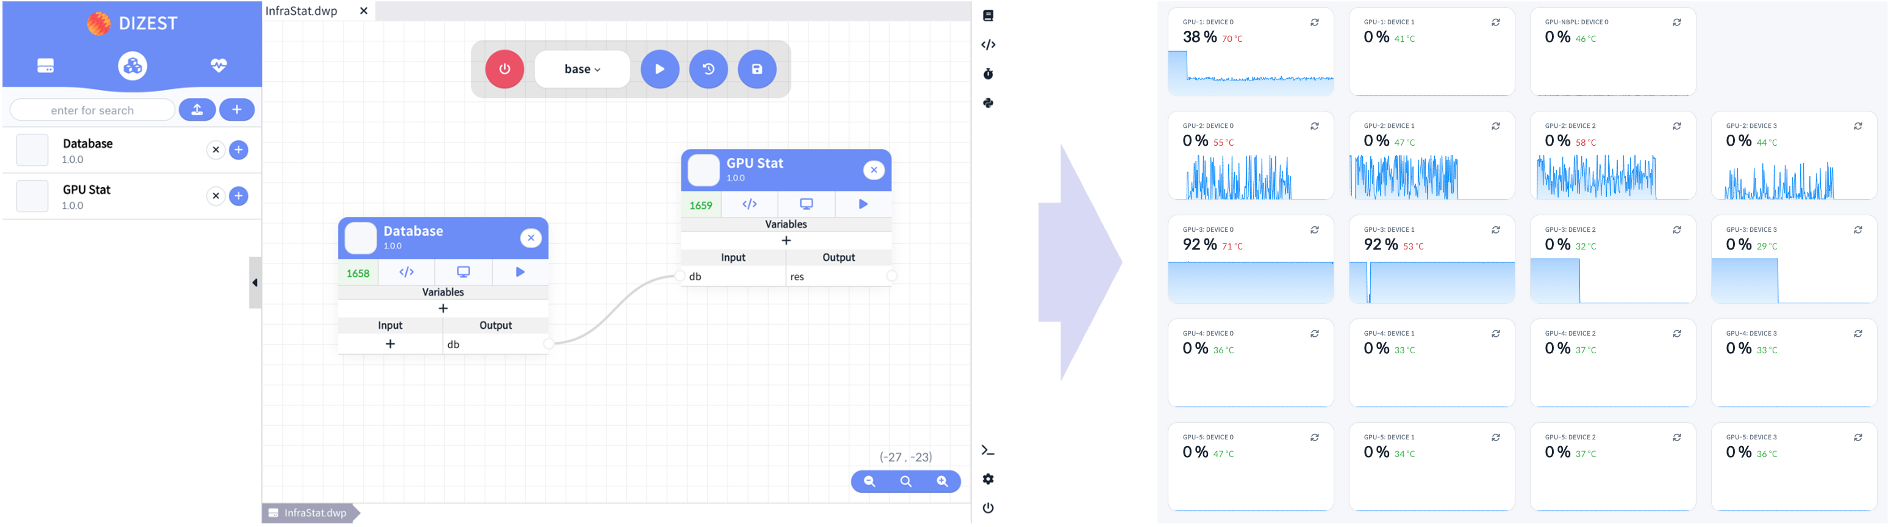 DIZEST
enter for search
Database
1.0.0
GPU Stat
1.0.0
InfraStat.dwp
base
Database
1.0.0
1658
</>
Variables
+
Input Output
+ db
GPU Stat
1.0.0
1659
</>
Variables
+
Input Output
db res
(-27 , -23)
InfraStat.dwp
</>
>_
GPU-1: DEVICE 0
38 % 70 °C
GPU-1: DEVICE 1
0 % 41 °C
GPU-NBPL: DEVICE 0
0 % 46 °C
GPU-2: DEVICE 0
0 % 55 °C
GPU-2: DEVICE 1
0 % 47 °C
GPU-2: DEVICE 2
0 % 58 °C
GPU-2: DEVICE 3
0 % 44 °C
GPU-3: DEVICE 0
92 % 71 °C
GPU-3: DEVICE 1
92 % 53 °C
GPU-3: DEVICE 2
0 % 32 °C
GPU-3: DEVICE 3
0 % 29 °C
GPU-4: DEVICE 0
0 % 36 °C
GPU-4: DEVICE 1
0 % 33 °C
GPU-4: DEVICE 2
0 % 37 °C
GPU-4: DEVICE 3
0 % 33 °C
GPU-5: DEVICE 0
0 % 47 °C
GPU-5: DEVICE 1
0 % 34 °C
GPU-5: DEVICE 2
0 % 37 °C
GPU-5: DEVICE 3
0 % 36 °C